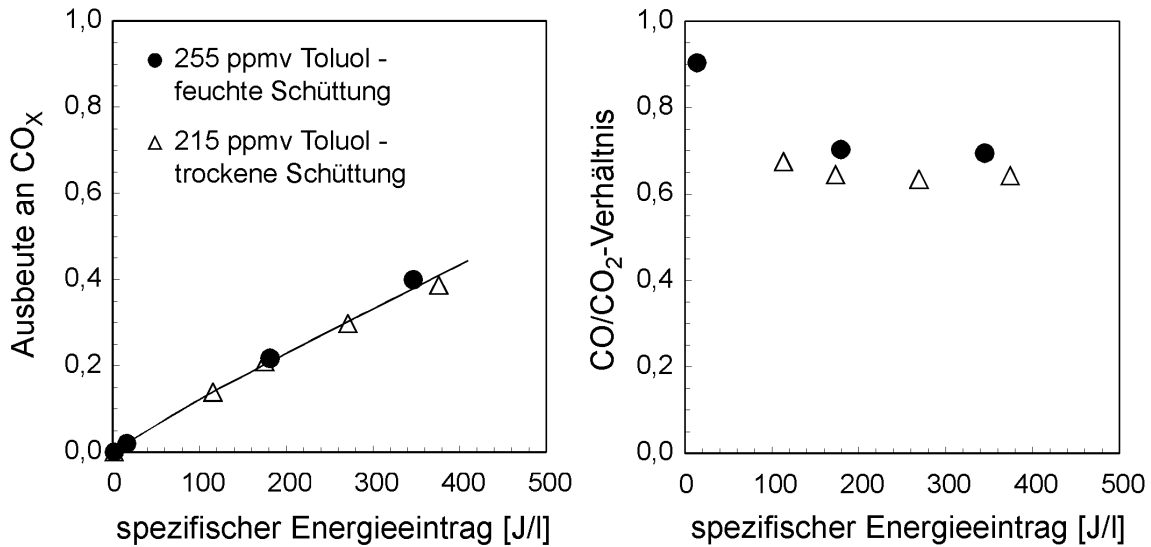 1,0
0,8
0,6
0,4
0,2
0,0
Ausbeute an COX
255 ppmv Toluol -
feuchte Schüttung
215 ppmv Toluol -
trockene Schüttung
0 100 200 300 400 500
spezifischer Energieeintrag [J/l]
1,0
0,8
0,6
0,4
0,2
0,0
CO/CO2-Verhältnis
0 100 200 300 400 500
spezifischer Energieeintrag [J/l]